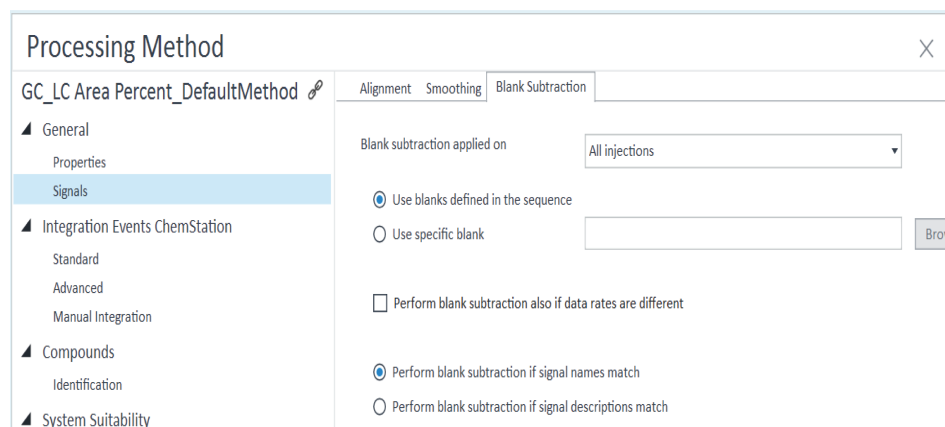 Processing Method
X
GC_LC Area Percent_DefaultMethod
General
Properties
Signals
Integration Events ChemStation
Standard
Advanced
Manual Integration
Compounds
Identification
System Suitability
Alignment Smoothing Blank Subtraction
Blank subtraction applied on All injections
Use blanks defined in the sequence
Use specific blank
Perform blank subtraction also if data rates are different
Perform blank subtraction if signal names match
Perform blank subtraction if signal descriptions match